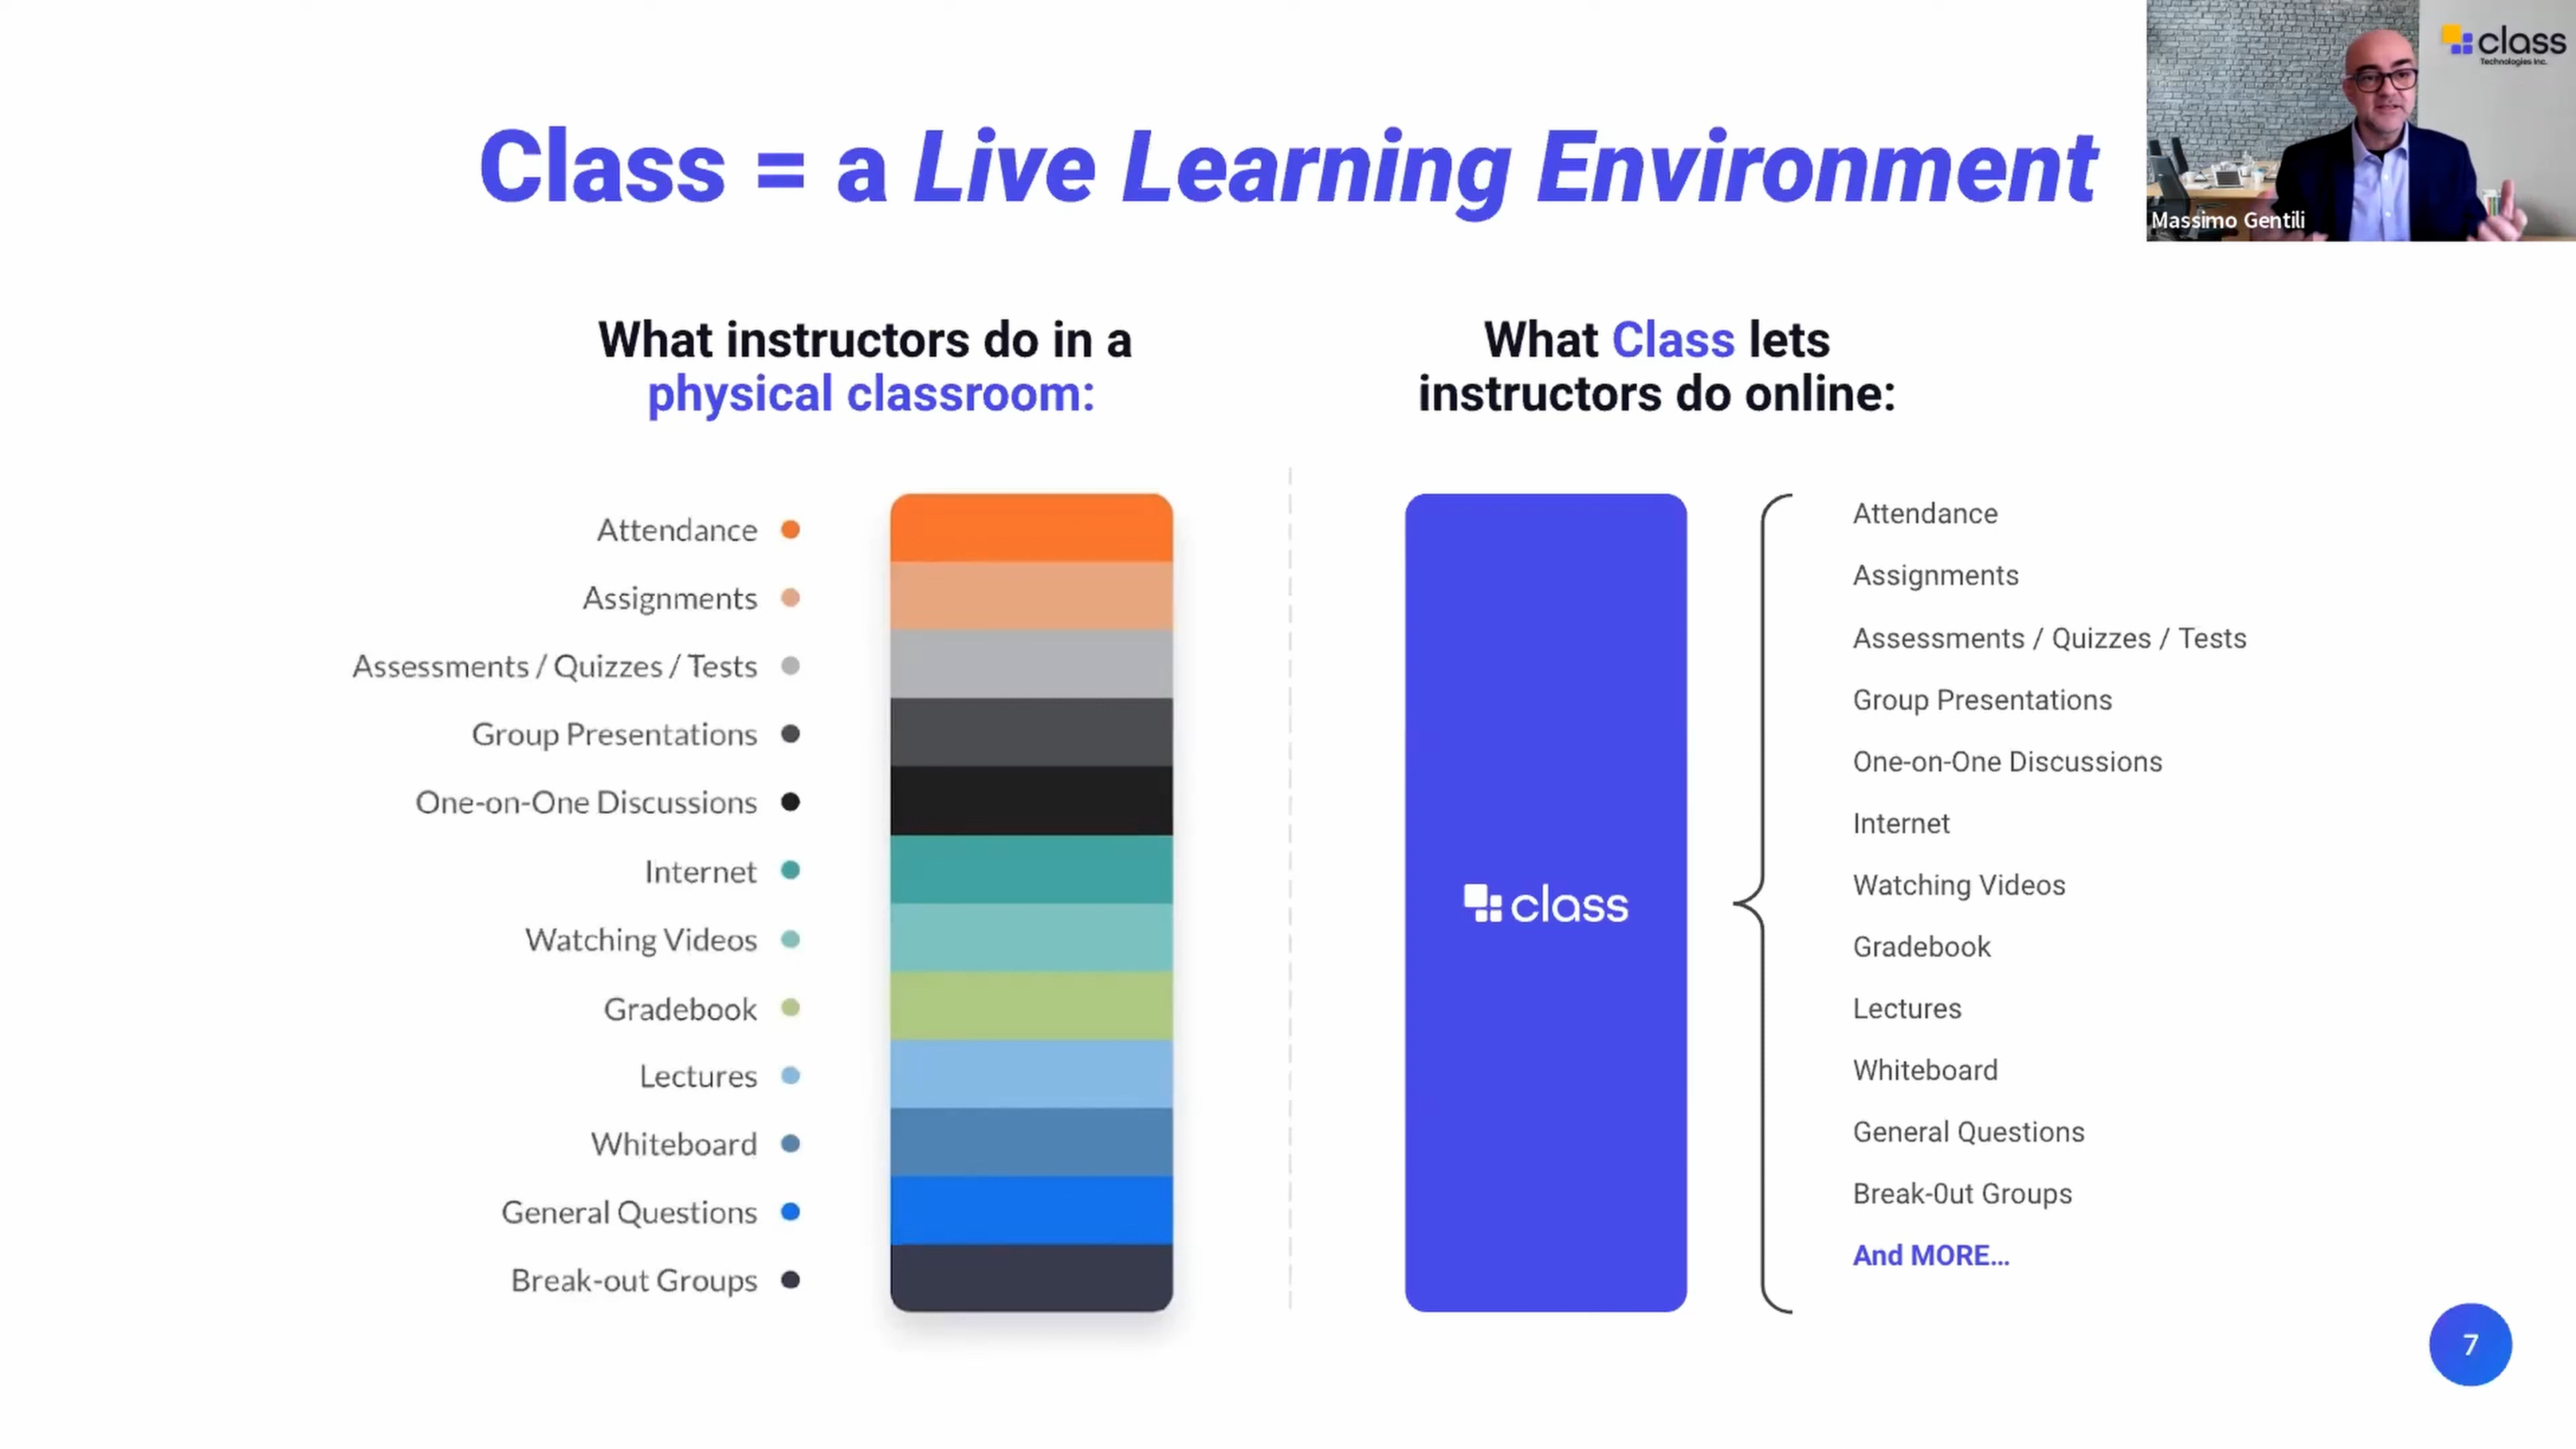 class
Technologies Inc.
Massimo Gentili
Class = a Live Learning Environment
What instructors do in a
physical classroom:
Attendance
Assignments
Assessments / Quizzes / Tests
Group Presentations
One-on-One Discussions
Internet
Watching Videos
Gradebook
Lectures
Whiteboard
General Questions
Break-out Groups
What Class lets
instructors do online:
class
Attendance
Assignments
Assessments / Quizzes / Tests
Group Presentations
One-on-One Discussions
Internet
Watching Videos
Gradebook
Lectures
Whiteboard
General Questions
Break-0ut Groups
And MORE...
7